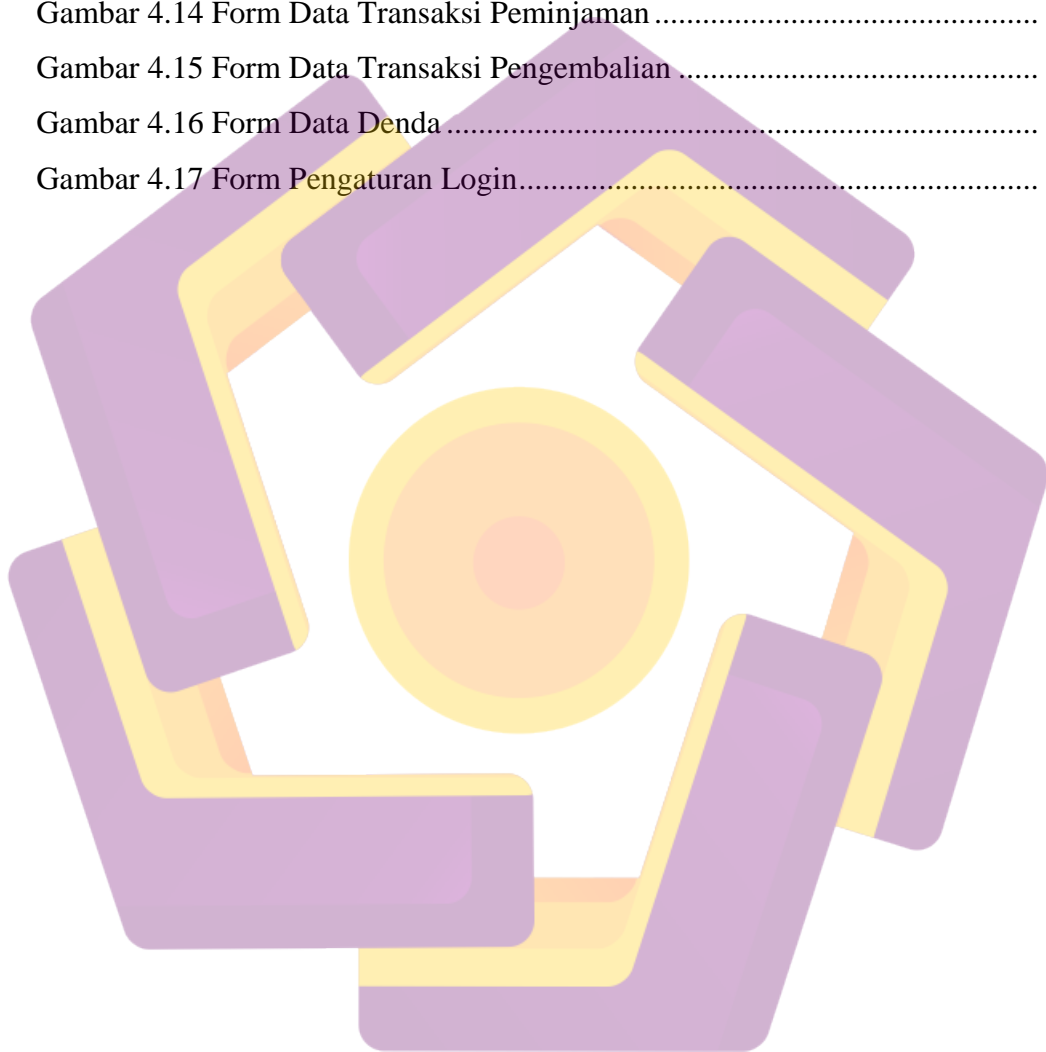 Gambar 4.14 Form Data Transaksi Peminjaman................................................
Gambar 4.15 Form Data Transaksi Pengembalian .............................................
Gambar 4.16 Form Data Denda..........................................................................
Gambar 4.17 Form Pengaturan Login.................................................................